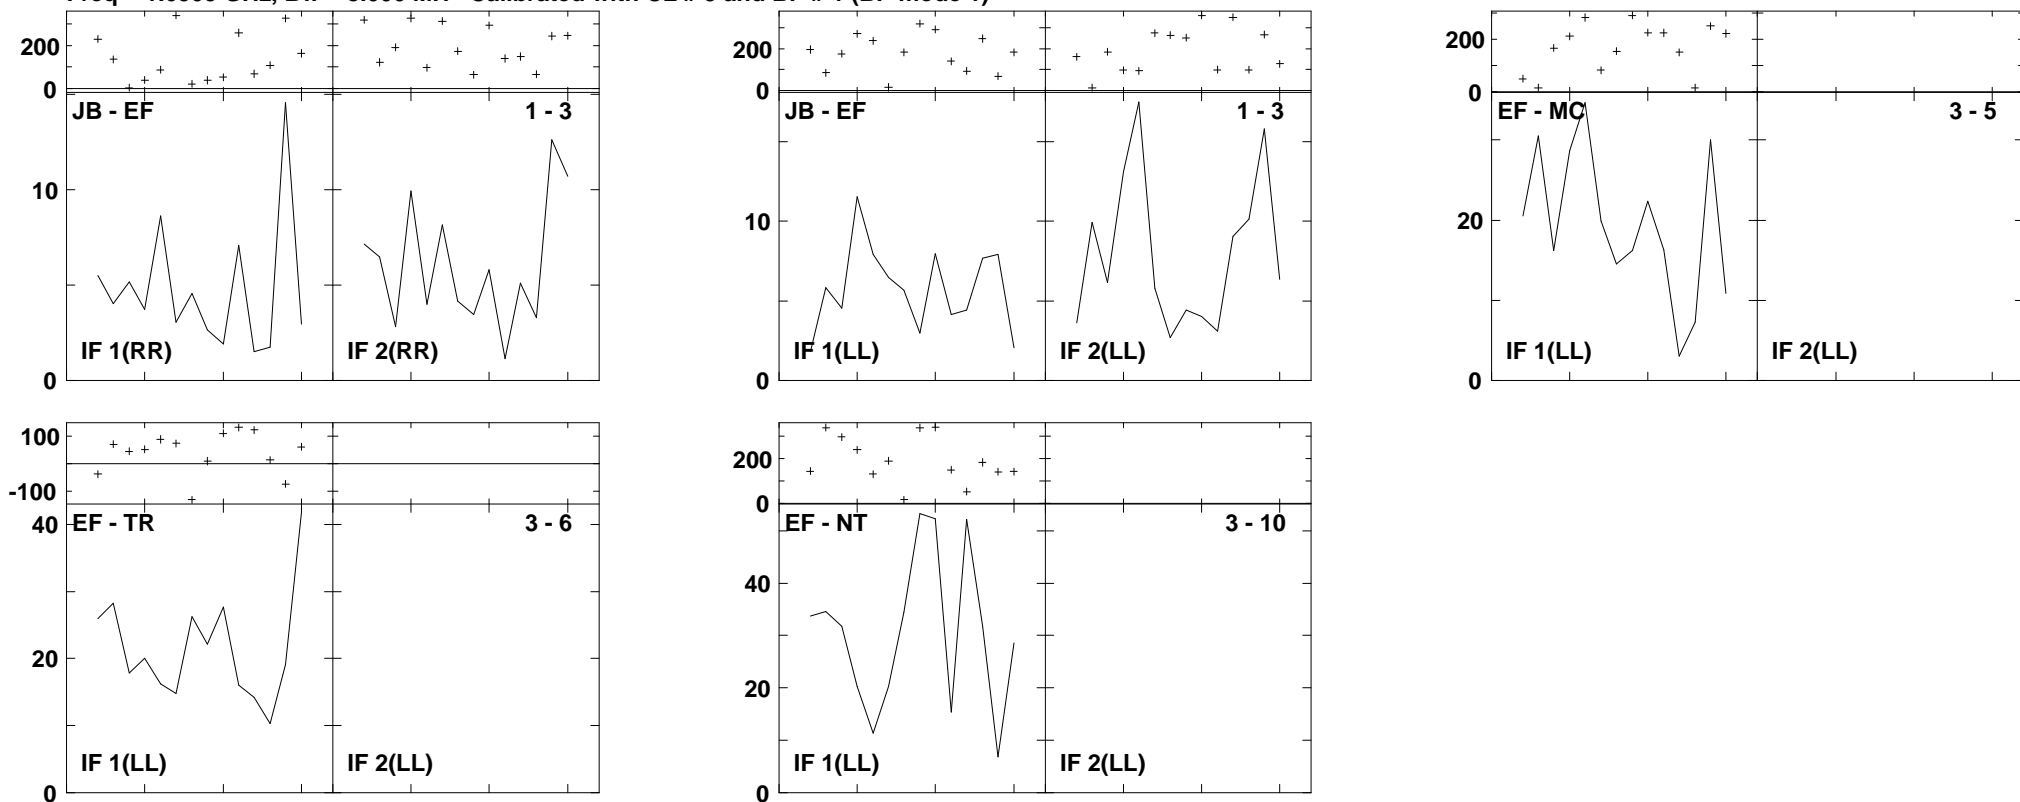 200
0
JB - EF
1 - 3
10
0
IF 1(RR)
IF 2(RR)
200
0
JB - EF
1 - 3
10
0
IF 1(LL)
IF 2(LL)
200
0
EF - MC
3 - 5
20
0
IF 1(LL)
IF 2(LL)
100
-100
EF - TR
3 - 6
40
20
0
IF 1(LL)
IF 2(LL)
200
0
EF - NT
3 - 10
40
20
0
IF 1(LL)
IF 2(LL)